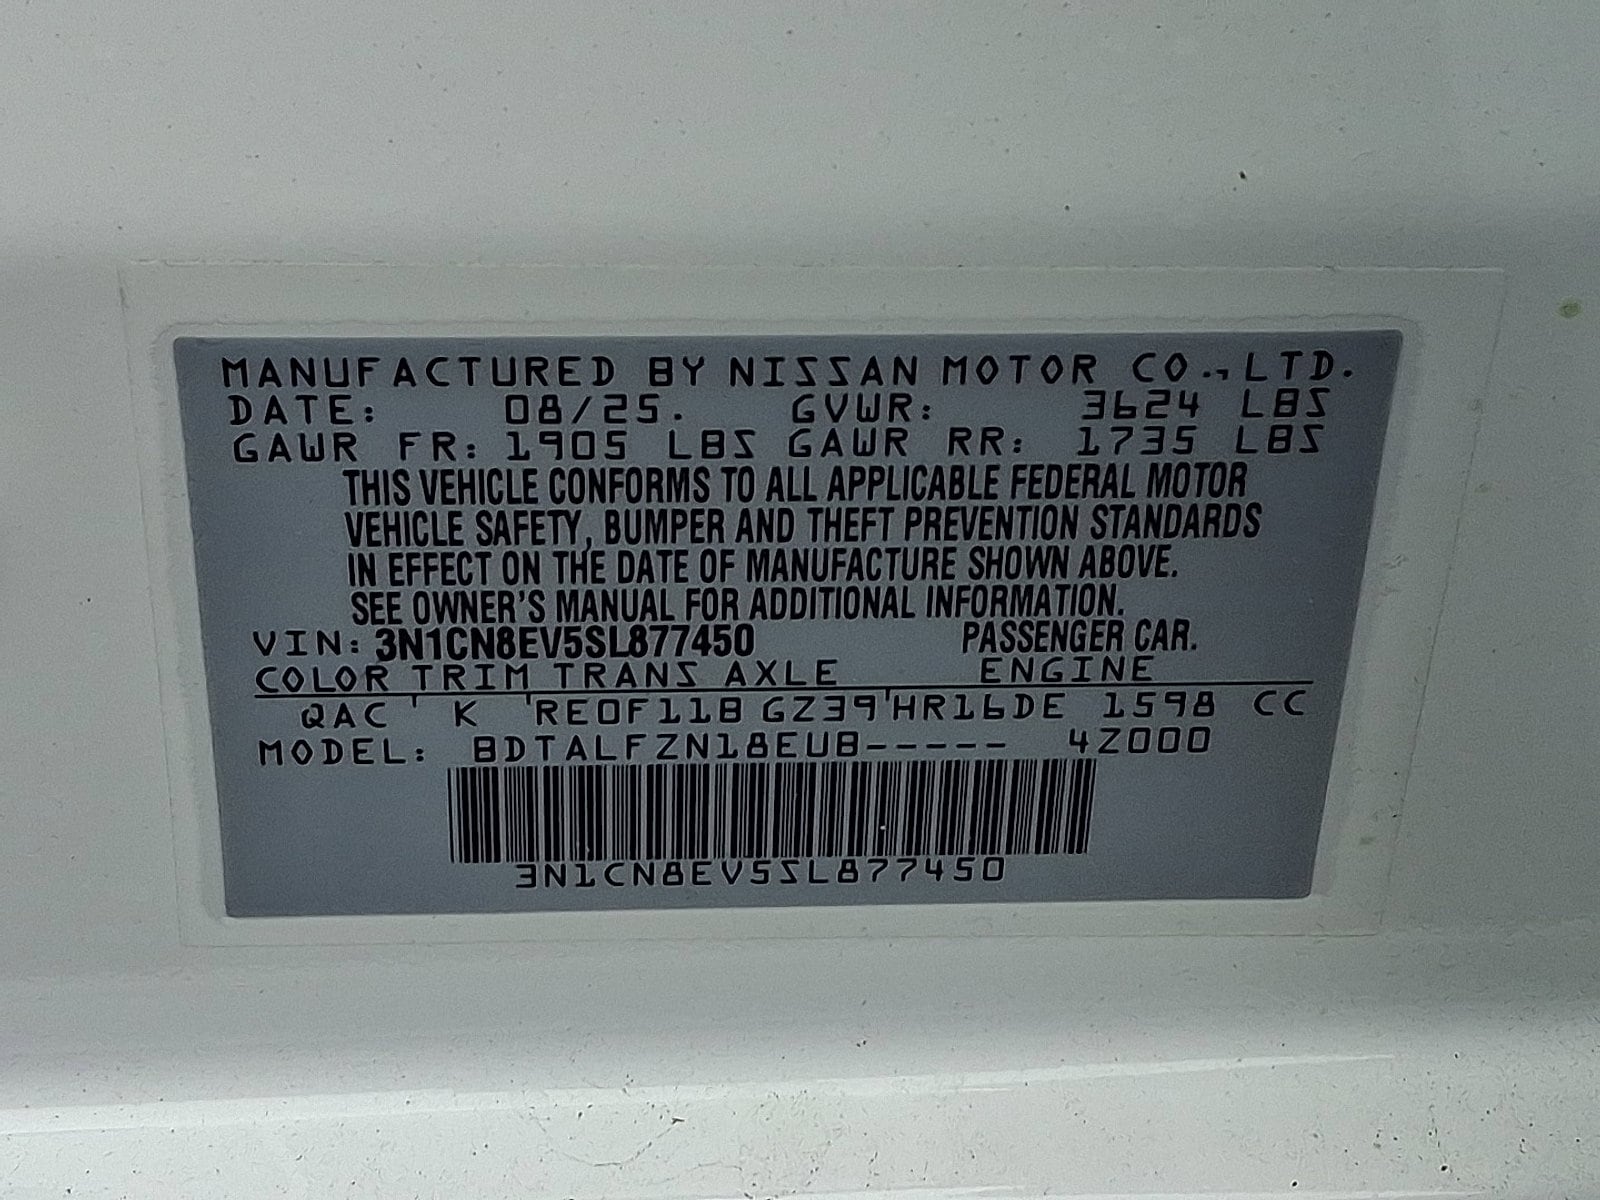 MANUFACTURED BY NISSAN MOTOR CO., LTD.
DATE: 08/25. GVWR: 3624 LBS
GAWR FR: 1905 LBS GAWR RR: 1735 LBS
THIS VEHICLE CONFORMS TO ALL APPLICABLE FEDERAL MOTOR
VEHICLE SAFETY, BUMPER AND THEFT PREVENTION STANDARDS
IN EFFECT ON THE DATE OF MANUFACTURE SHOWN ABOVE.
SEE OWNER'S MANUAL FOR ADDITIONAL INFORMATION.
VIN: 3N1CN8EV5SL877450 PASSENGER CAR.
COLOR TRIM TRANS AXLE ENGINE
QAC ' K 'RE0F11B GZ39'HR16DE 1598 CC
MODEL: BDTALFZN18EUB----- 4Z000
3N1CN8EV5SL877450